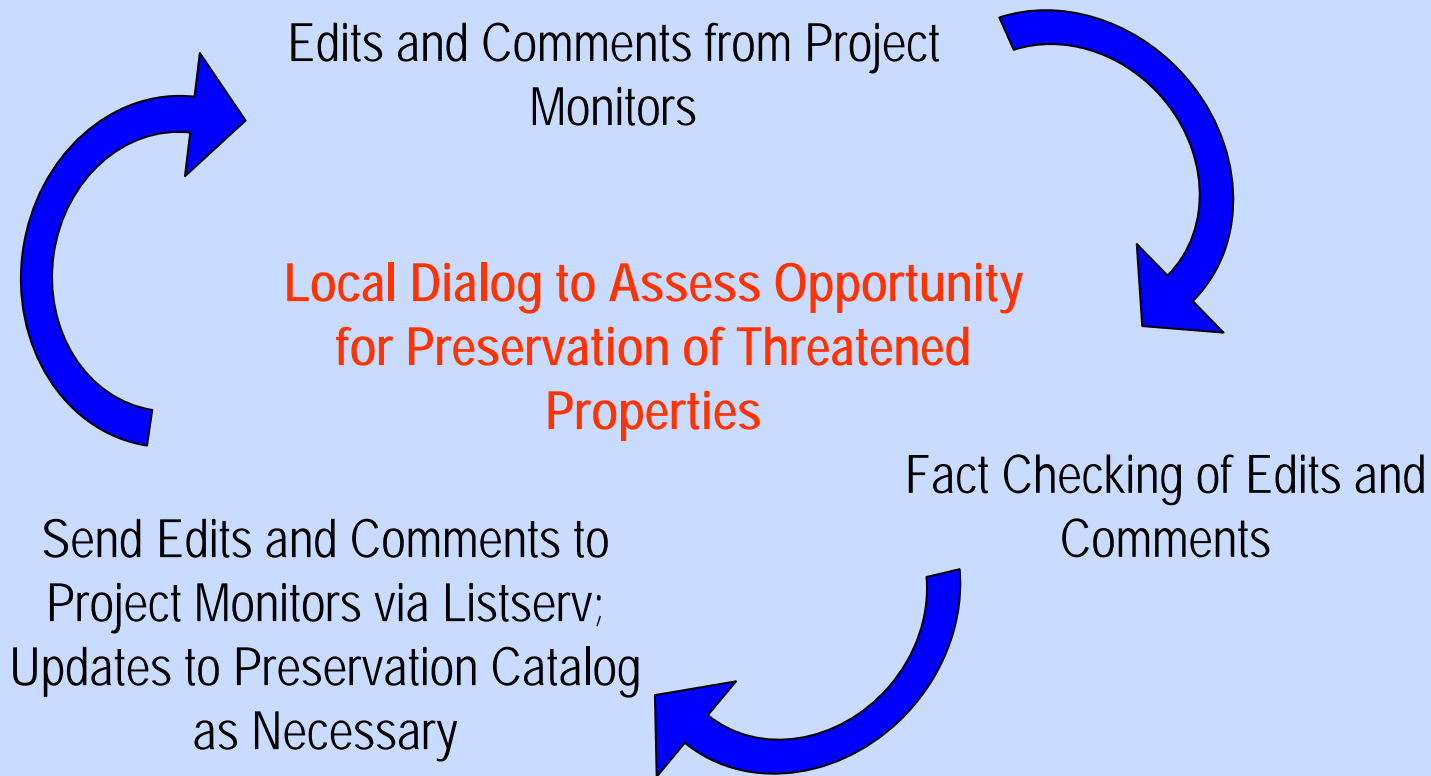 Edits and Comments from Project
Monitors
Local Dialog to Assess Opportunity
for Preservation of Threatened
Properties
Fact Checking of Edits and
Comments
Send Edits and Comments to
Project Monitors via Listserv;
Updates to Preservation Catalog
as Necessary